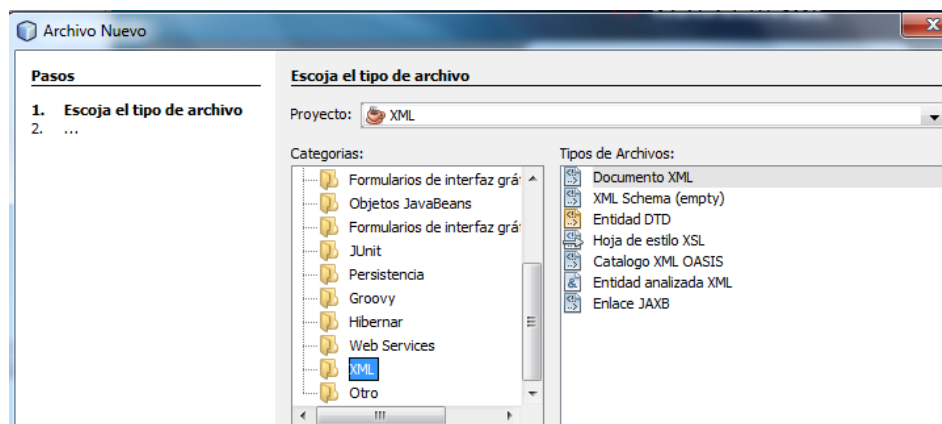 Archivo Nuevo
Pasos
1. Escoja el tipo de archivo
2. ...
Escoja el tipo de archivo
Proyecto: XML
Categorias:
Formularios de interfaz grá
Objetos JavaBeans
Formularios de interfaz grá
JUnit
Persistencia
Groovy
Hibernar
Web Services
XML
Otro
Tipos de Archivos:
Documento XML
XML Schema (empty)
Entidad DTD
Hoja de estilo XSL
Catalogo XML OASIS
Entidad analizada XML
Enlace JAXB